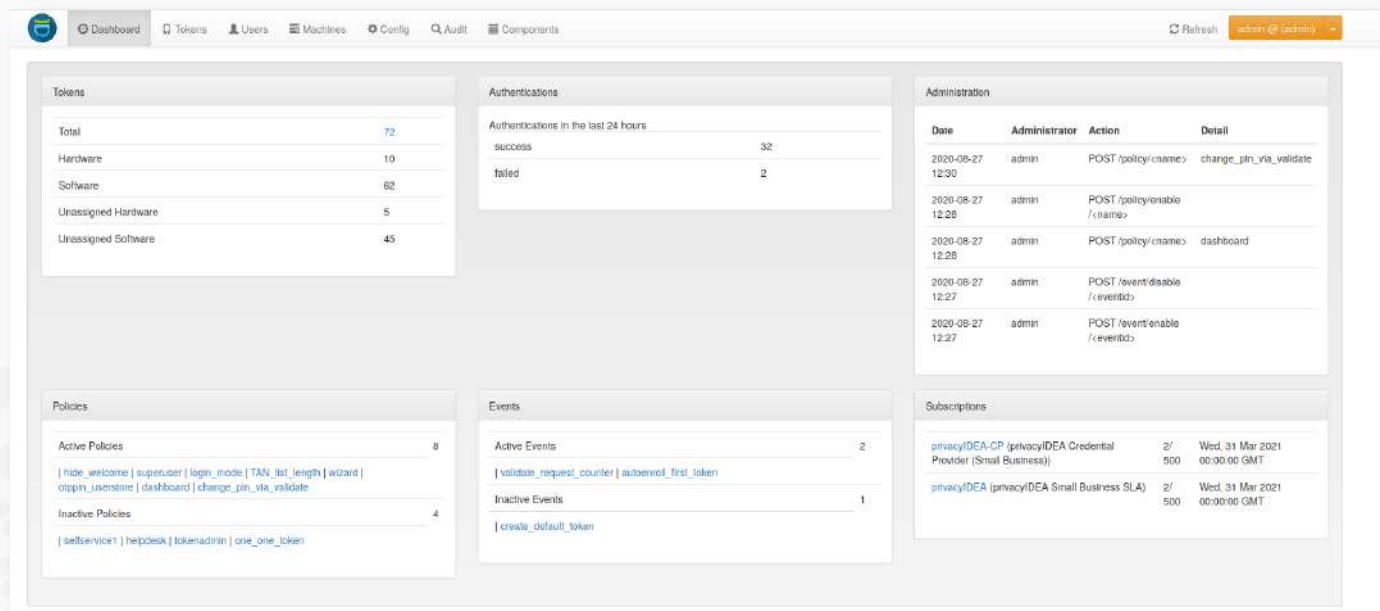 Dashboard Tokens Users Machines Config Audit Components Refresh admin @ (admin)
Tokens
Total 72
Hardware 10
Software 62
Unassigned Hardware 5
Unassigned Software 45
Authentications
Authentications in the last 24 hours
success 32
failed 2
Administration
Date Administrator Action Detail
2020-08-27 admin POST /policy/<name> change_pin_via_validate
12:30
2020-08-27 admin POST /policy/enable
12:28 /<name>
2020-08-27 admin POST /policy/<name> dashboard
12:28
2020-08-27 admin POST /event/disable
12:27 /<eventid>
2020-08-27 admin POST /event/enable
12:27 /<eventid>
Policies
Active Policies 8
| hide_welcome | superuser | login_mode | TAN_list_length | wizard |
otppin_userstore | dashboard | change_pin_via_validate
Inactive Policies 4
| selfservice1 | helpdesk | tokenadmin | one_one_token
Events
Active Events 2
| validate_request_counter | autoenroll_first_token
Inactive Events 1
| create_default_token
Subscriptions
privacyIDEA-CP (privacyIDEA Credential 2/ Wed, 31 Mar 2021
Provider (Small Business)) 500 00:00:00 GMT
privacyIDEA (privacyIDEA Small Business SLA) 2/ Wed, 31 Mar 2021
500 00:00:00 GMT